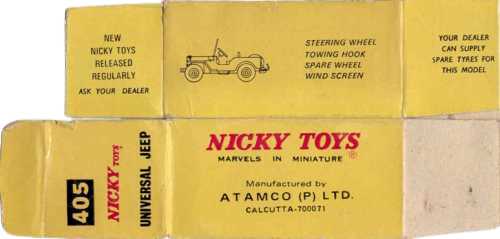 NEW
NICKY TOYS
RELEASED
REGULARLY
ASK YOUR DEALER
STEERING WHEEL
TOWING HOOK
SPARE WHEEL
WIND SCREEN
YOUR DEALER
CAN SUPPLY
SPARE TYRES FOR
THIS MODEL
405
NICKY TOYS
UNIVERSAL JEEP
NICKY TOYS ®
MARVELS IN MINIATURE
Manufactured by
ATAMCO (P) LTD.
CALCUTTA-700071